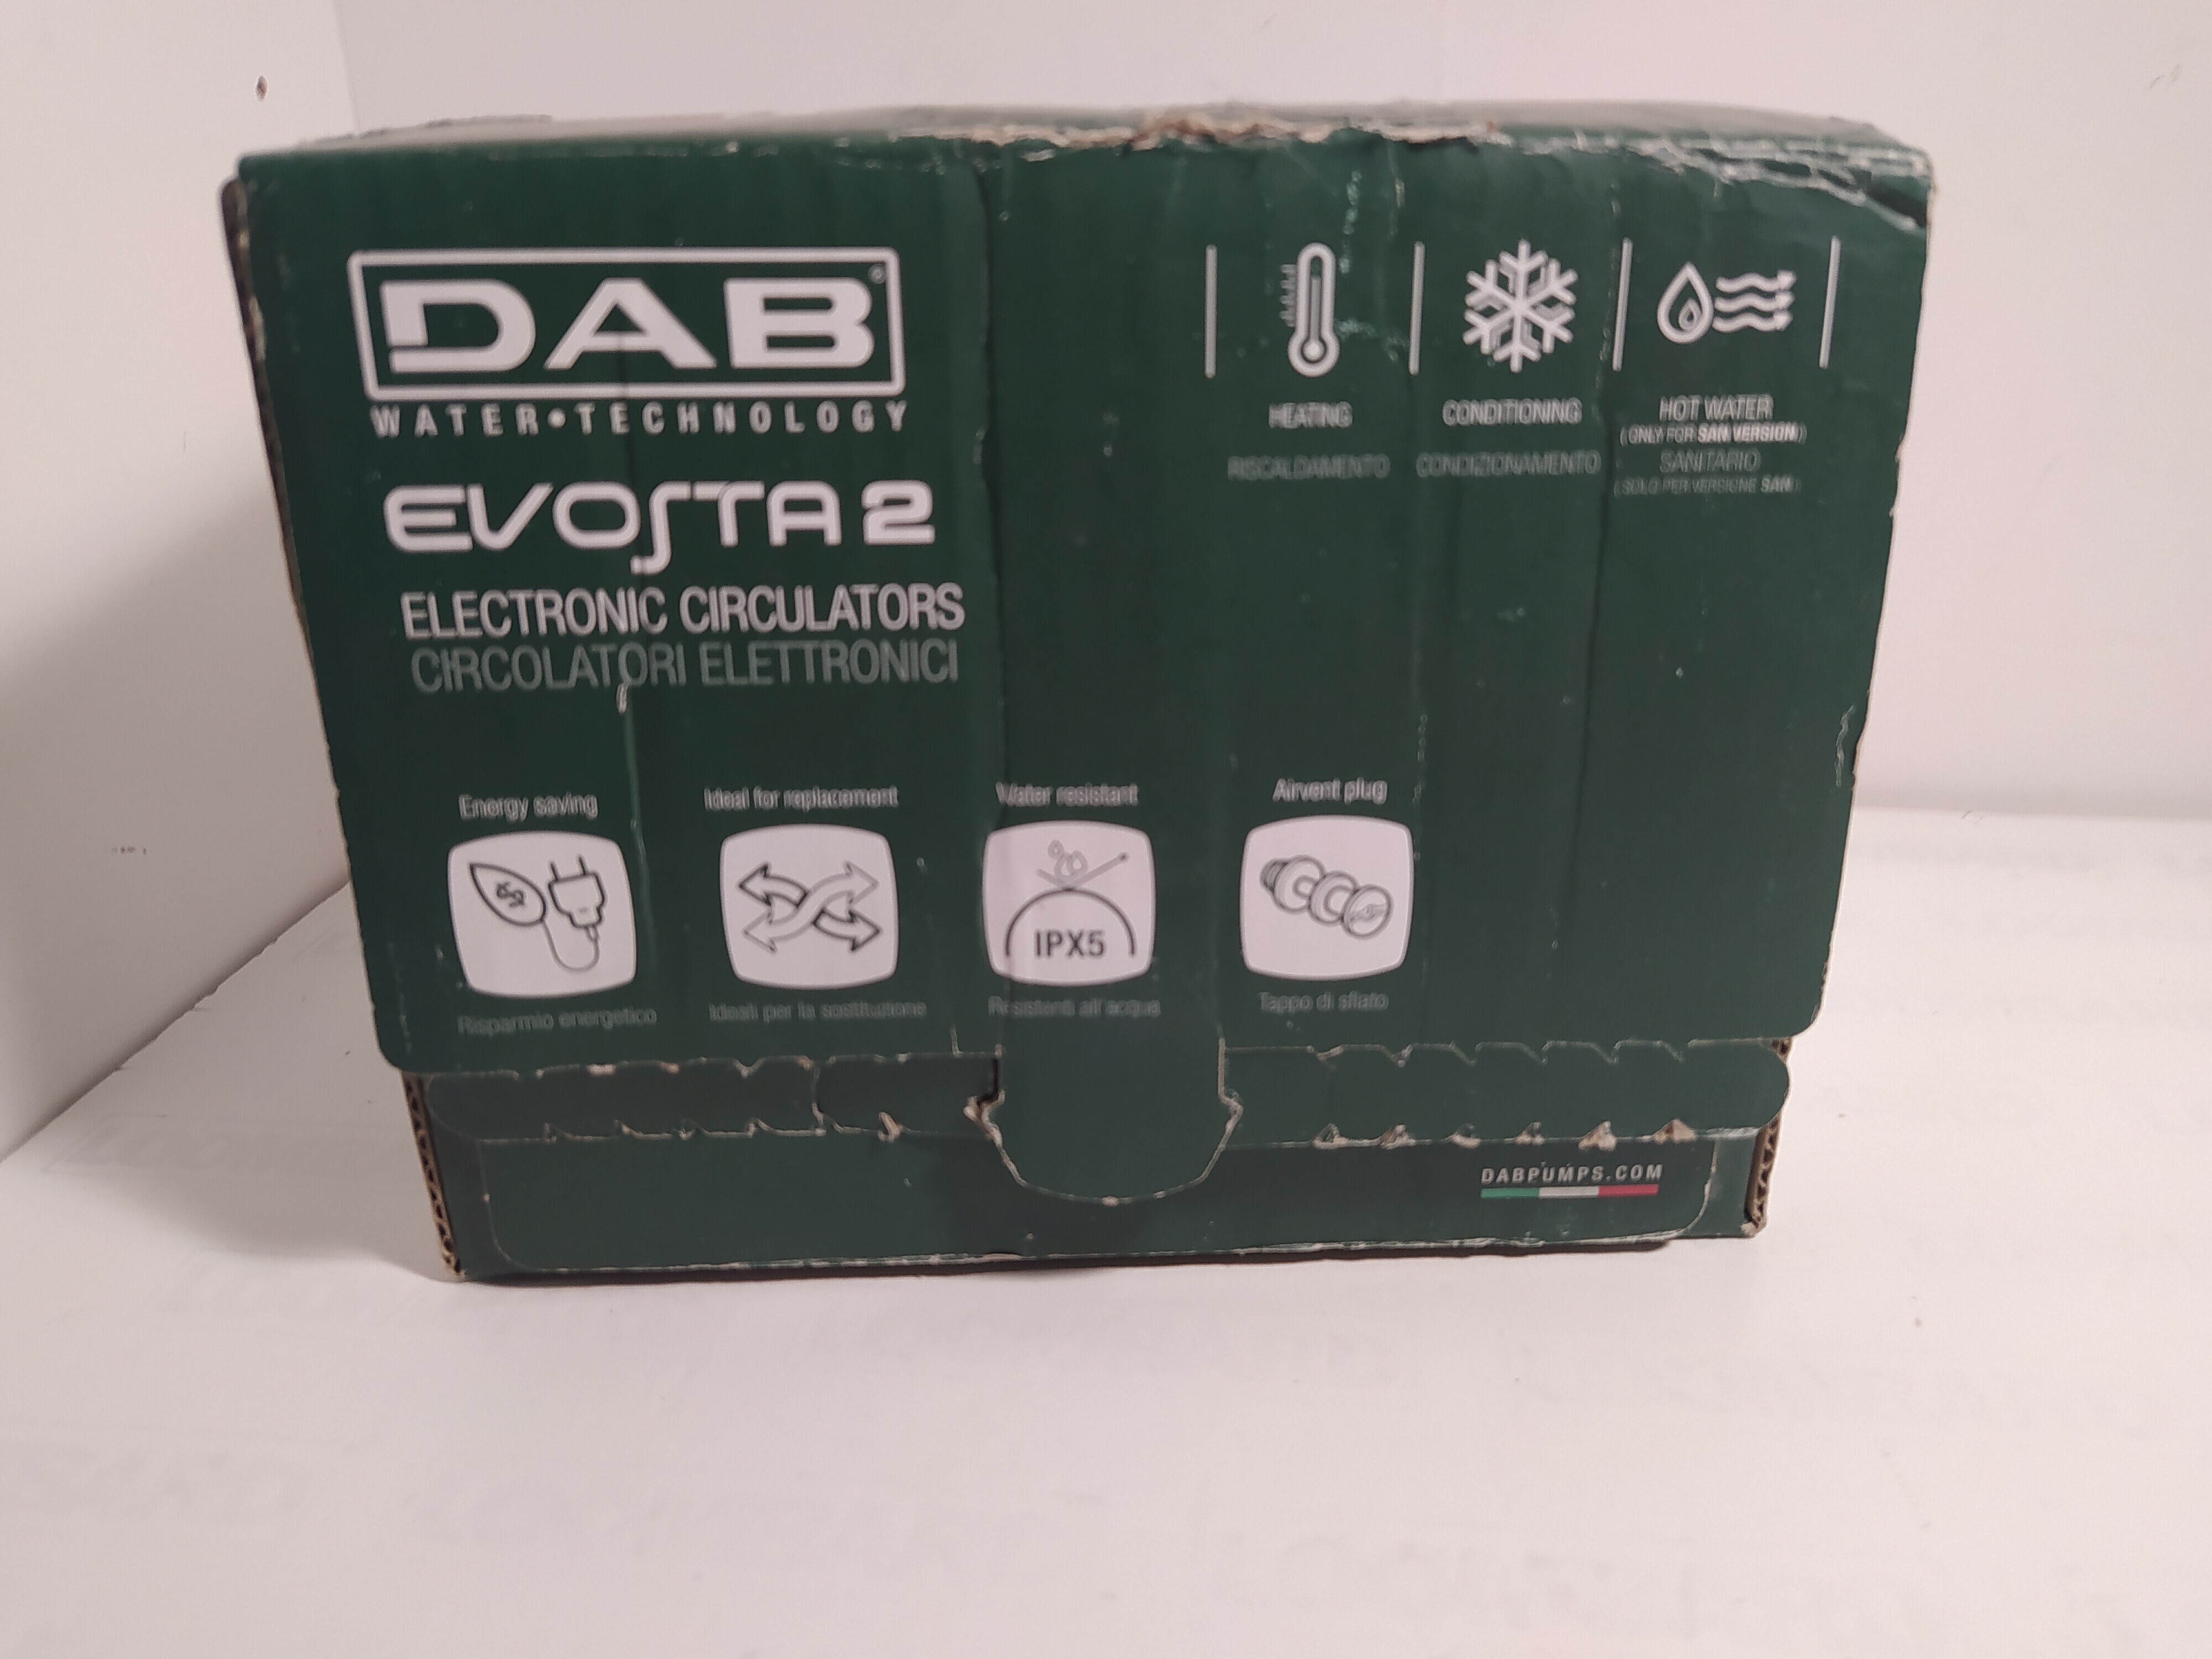 DAB
WATER•TECHNOLOGY
EVOSTA 2
ELECTRONIC CIRCULATORS
CIRCOLATORI ELETTRONICI
HEATING
RISCALDAMENTO
CONDITIONING
CONDIZIONAMENTO
HOT WATER
(ONLY FOR SAN VERSION)
SANITARIO
(SOLO PER VERSIONE SAN)
Energy saving
Risparmio energetico
Ideal for replacement
Ideali per la sostituzione
Water resistant
IPX5
Resistenti all'acqua
Airvent plug
Tappo di sfiato
DABPUMPS.COM